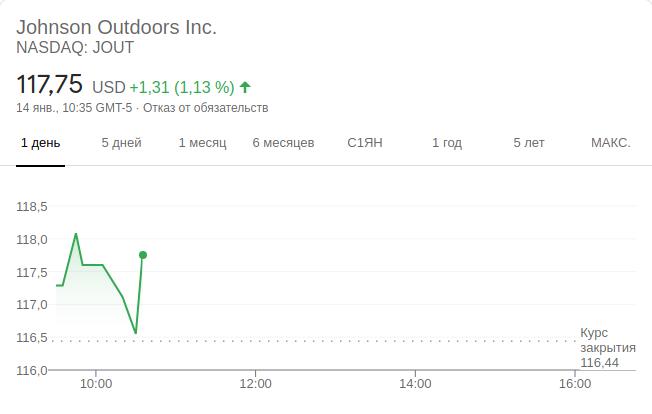 Johnson Outdoors Inc.
NASDAQ: JOUT
117,75 USD +1,31 (1,13 %)
14 янв., 10:35 GMT-5 · Отказ от обязательств
1 день 5 дней 1 месяц 6 месяцев С1ЯН 1 год 5 лет МАКС.
118,5
118,0
117,5
117,0
116,5
116,0
Курс
закрытия
116,44
10:00 12:00 14:00 16:00